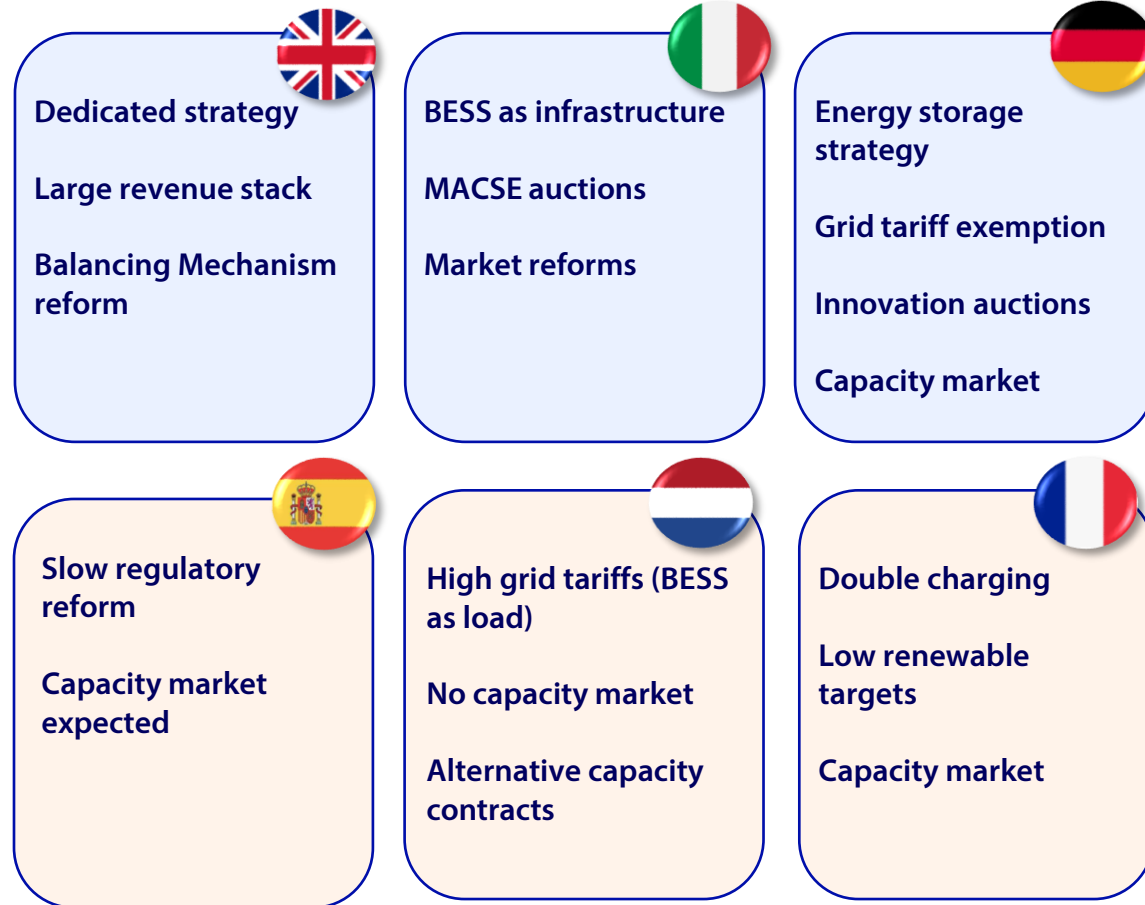 Dedicated strategy
Large revenue stack
Balancing Mechanism
reform
BESS as infrastructure
MACSE auctions
Market reforms
Energy storage
strategy
Grid tariff exemption
Innovation auctions
Capacity market
Slow regulatory
reform
Capacity market
expected
High grid tariffs (BESS
as load)
No capacity market
Alternative capacity
contracts
Double charging
Low renewable
targets
Capacity market